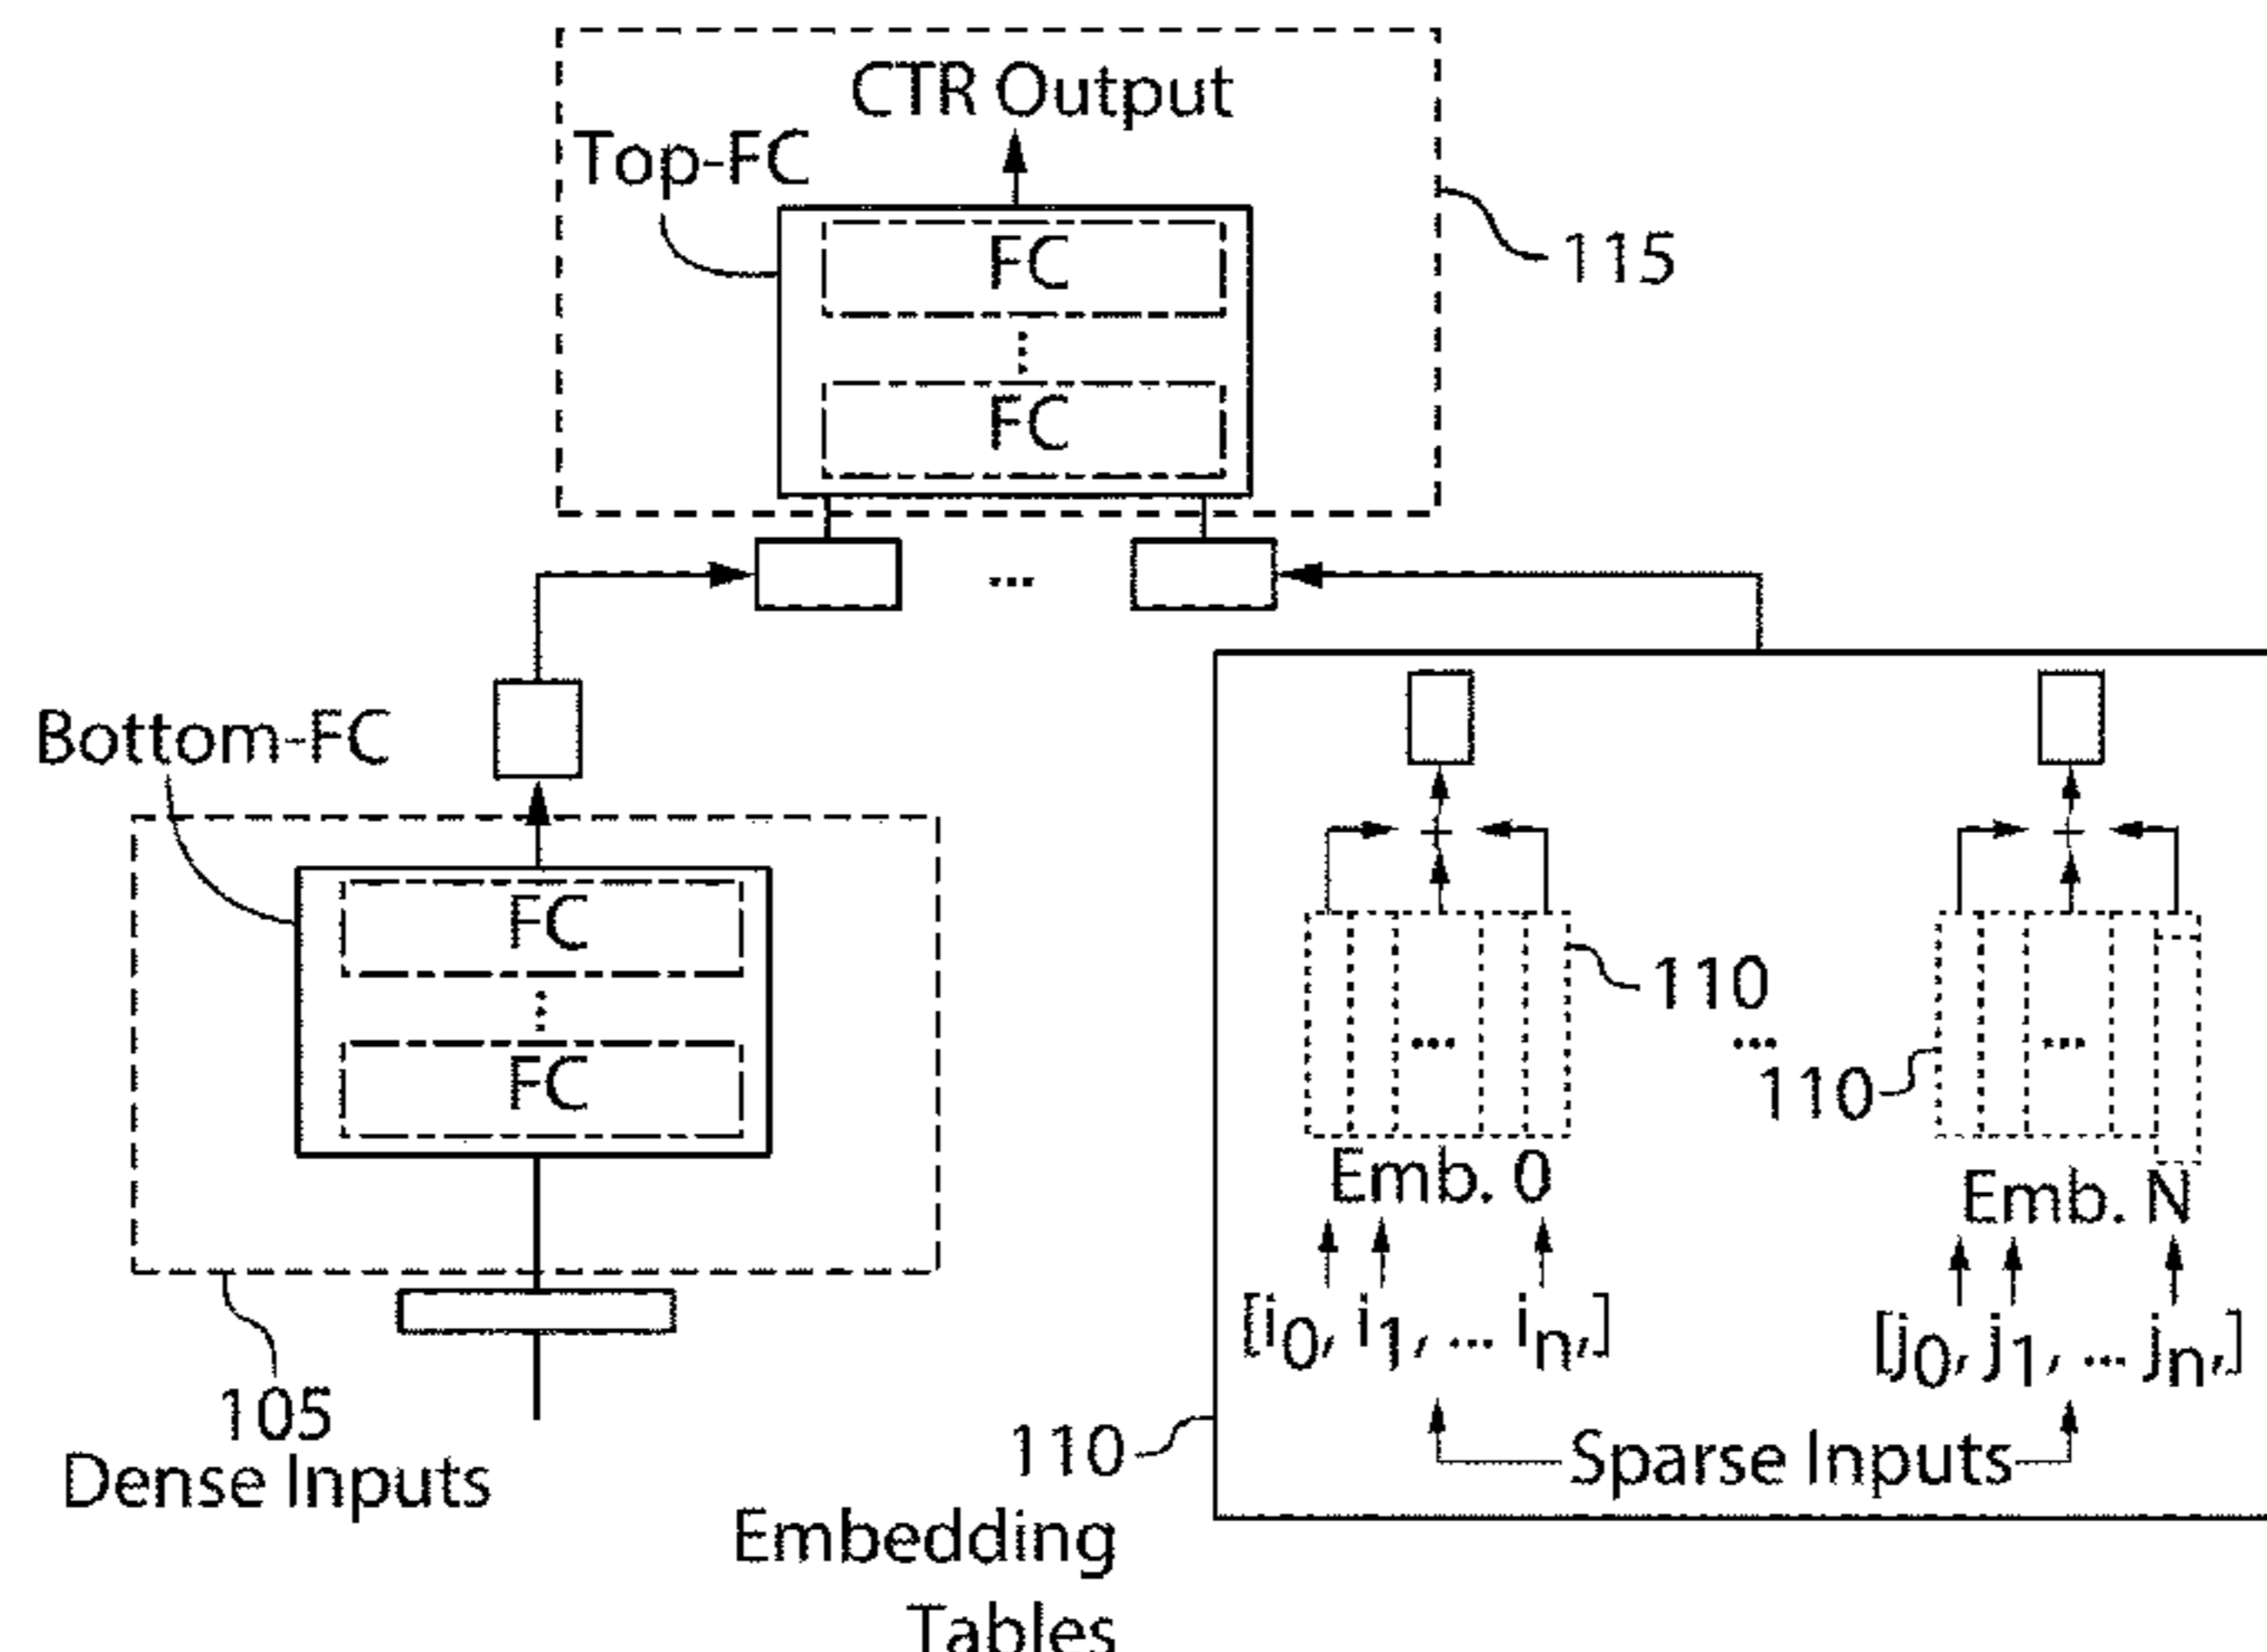 CTR Output
Top-FC
FC
115
FC
...
Bottom-FC
FC
110
...
...
...
FC
110
Emb. 0
Emb. N
[i0, i1, ... in,]
[j0, j1, ... jn,]
105
110
Sparse Inputs
Dense Inputs
Embedding
Tables